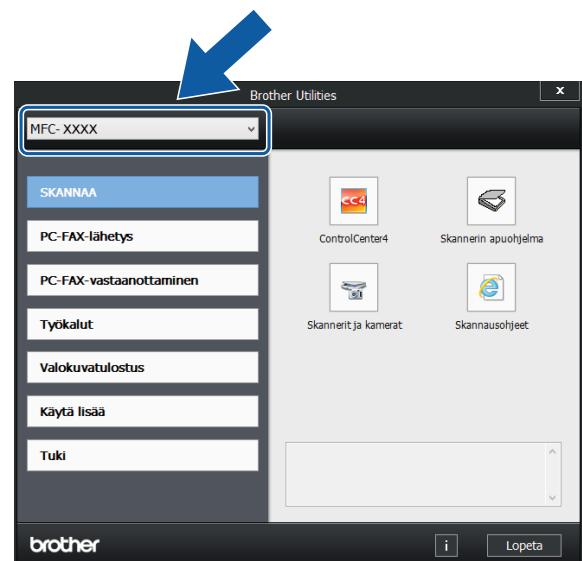 Brother Utilities
x
MFC- XXXX
SKANNAA
PC-FAX-lähetys
PC-FAX-vastaanottaminen
Työkalut
Valokuvatulostus
Käytä lisää
Tuki
CC4
ControlCenter4
Skannerin apuohjelma
Skannerit ja kamerat
Skannausohjeet
brother
i
Lopeta